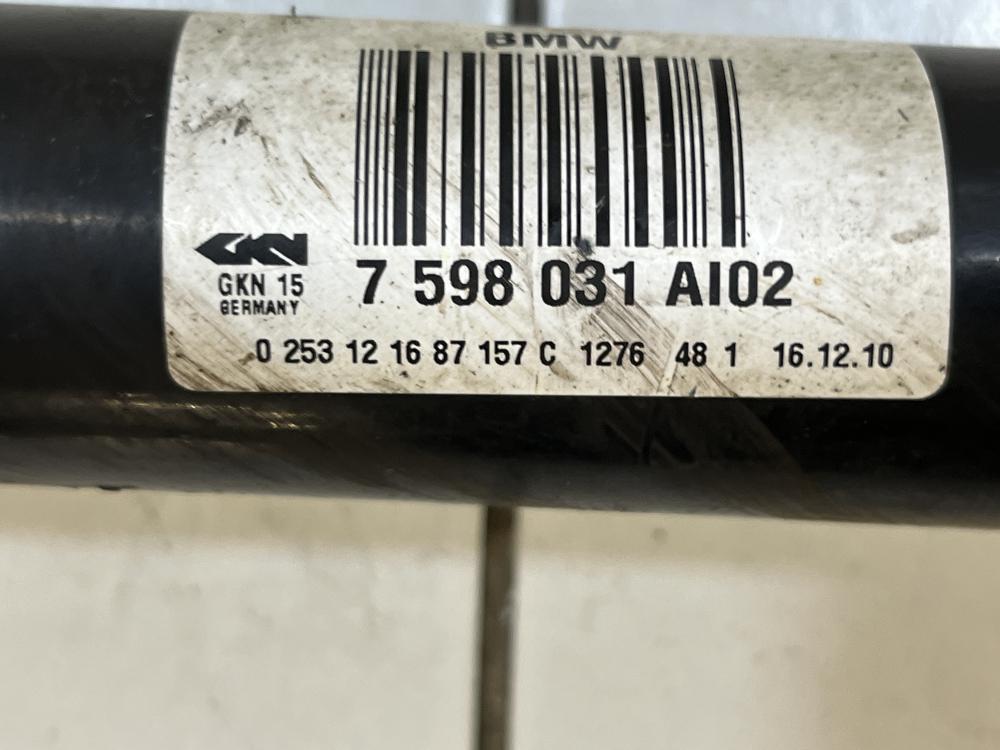 BMW
GKN
GKN 15
GERMANY
7 598 031 AI02
0 253 12 16 87 157 C 1276 48 1 16.12.10